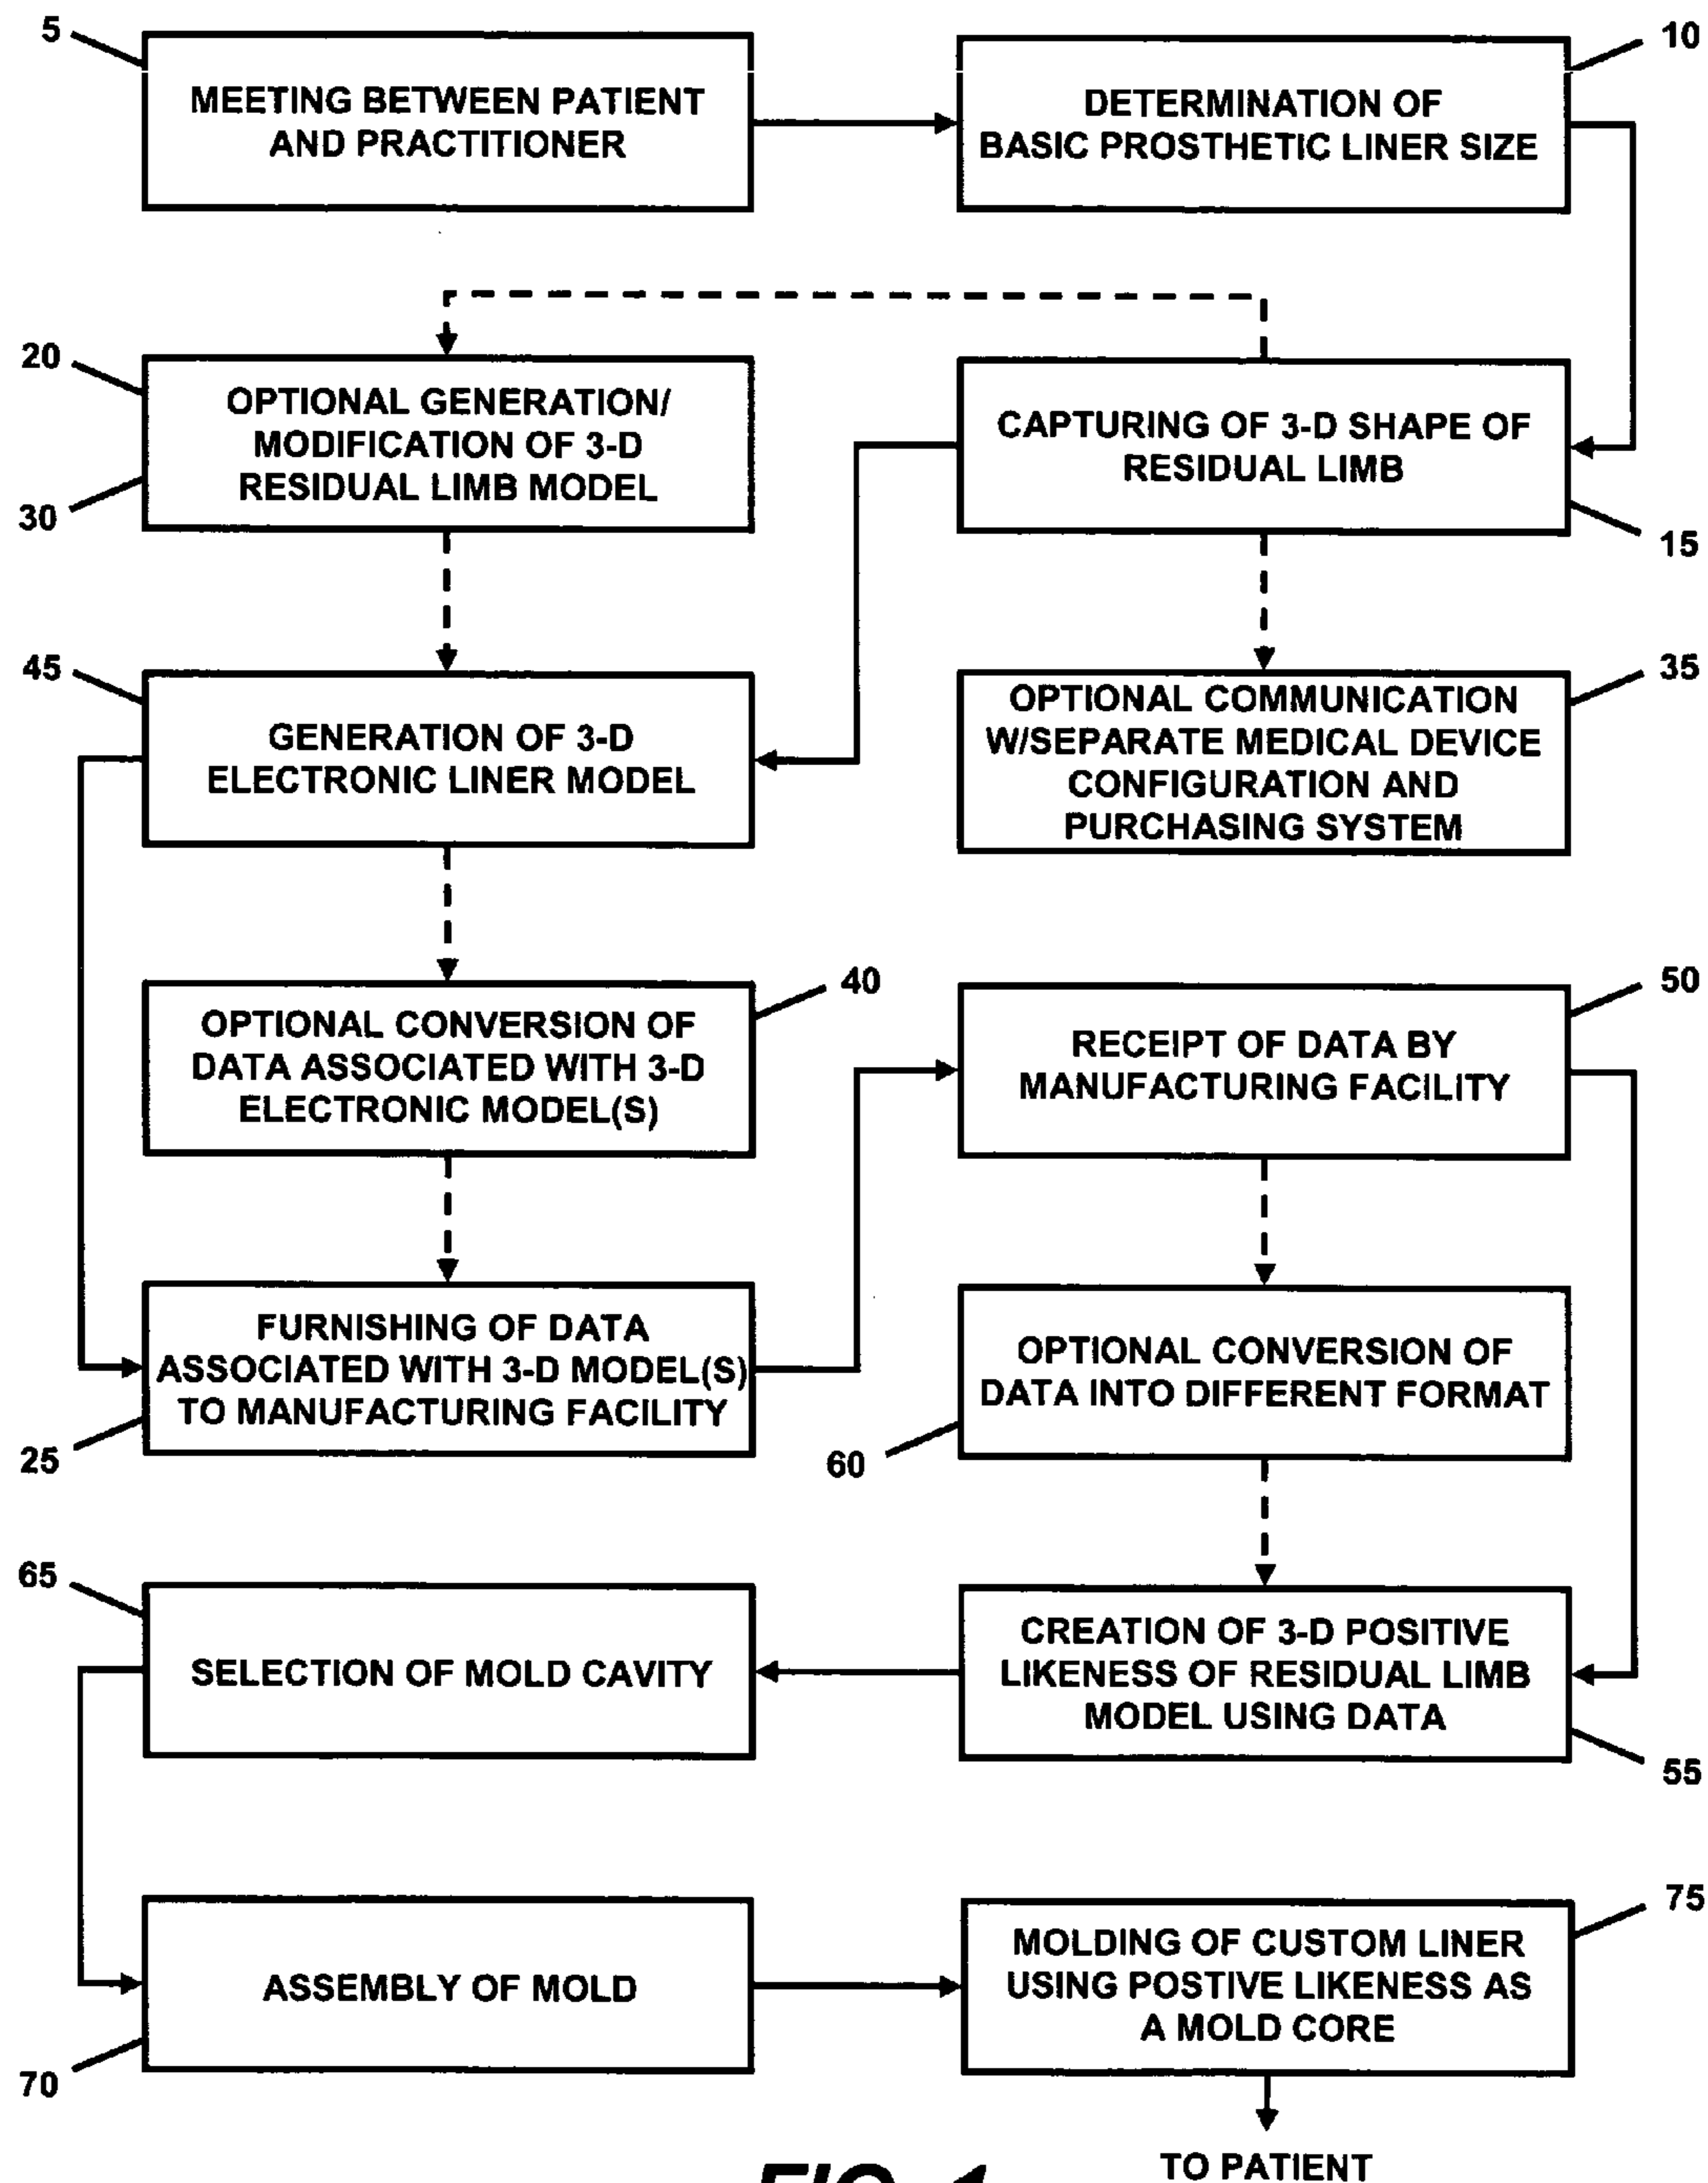 5
MEETING BETWEEN PATIENT
AND PRACTITIONER
10
DETERMINATION OF
BASIC PROSTHETIC LINER SIZE
20
OPTIONAL GENERATION/
MODIFICATION OF 3-D
RESIDUAL LIMB MODEL
30
CAPTURING OF 3-D SHAPE OF
RESIDUAL LIMB
15
45
GENERATION OF 3-D
ELECTRONIC LINER MODEL
35
OPTIONAL COMMUNICATION
W/SEPARATE MEDICAL DEVICE
CONFIGURATION AND
PURCHASING SYSTEM
40
OPTIONAL CONVERSION OF
DATA ASSOCIATED WITH 3-D
ELECTRONIC MODEL(S)
50
RECEIPT OF DATA BY
MANUFACTURING FACILITY
FURNISHING OF DATA
ASSOCIATED WITH 3-D MODEL(S)
TO MANUFACTURING FACILITY
25
OPTIONAL CONVERSION OF
DATA INTO DIFFERENT FORMAT
60
65
SELECTION OF MOLD CAVITY
CREATION OF 3-D POSITIVE
LIKENESS OF RESIDUAL LIMB
MODEL USING DATA
55
ASSEMBLY OF MOLD
70
75
MOLDING OF CUSTOM LINER
USING POSTIVE LIKENESS AS
A MOLD CORE
TO PATIENT
FIG. 1